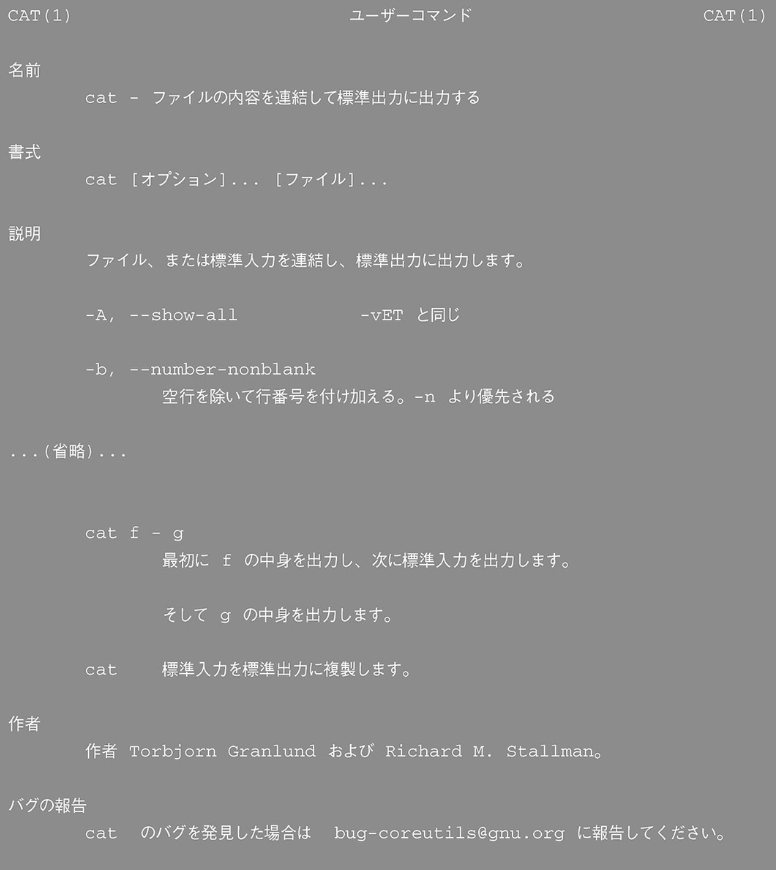 CAT(1) ユーザーコマンド CAT(1)
名前
cat - ファイルの内容を連結して標準出力に出力する
書式
cat [オプション]... [ファイル]...
説明
ファイル、または標準入力を連結し、標準出力に出力します。
-A, --show-all -vET と同じ
-b, --number-nonblank
空行を除いて行番号を付け加える。-n より優先される
...(省略)...
cat f - g
最初に f の中身を出力し、次に標準入力を出力します。
そして g の中身を出力します。
cat 標準入力を標準出力に複製します。
作者
作者 Torbjorn Granlund および Richard M. Stallman。
バグの報告
cat のバグを発見した場合は bug-coreutils@gnu.org に報告してください。